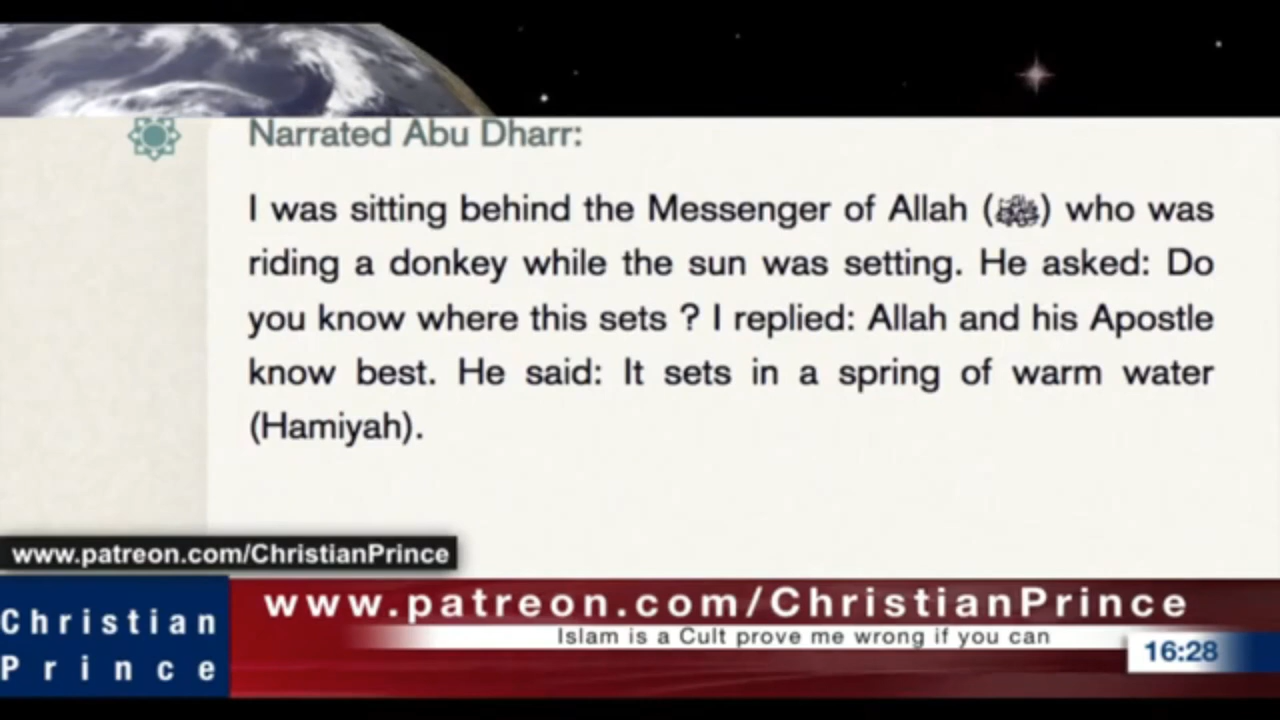 Narrated Abu Dharr:
I was sitting behind the Messenger of Allah (ﷺ) who was
riding a donkey while the sun was setting. He asked: Do
you know where this sets ? I replied: Allah and his Apostle
know best. He said: It sets in a spring of warm water
(Hamiyah).
www.patreon.com/ChristianPrince
Christian
Prince
www.patreon.com/ChristianPrince
Islam is a Cult prove me wrong if you can
16:28